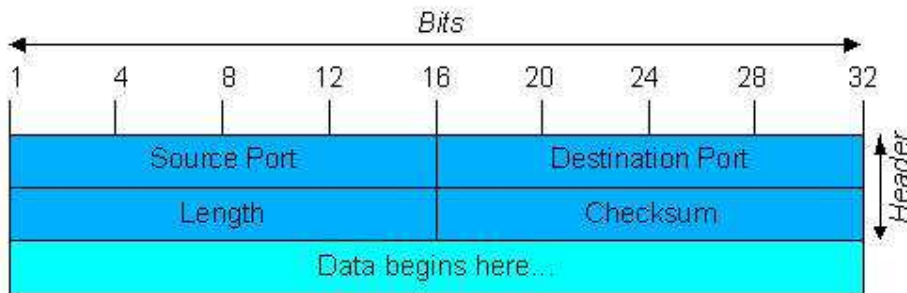 Bits
1 4 8 12 16 20 24 28 32
Source Port Destination Port
Header
Length Checksum
Data begins here...